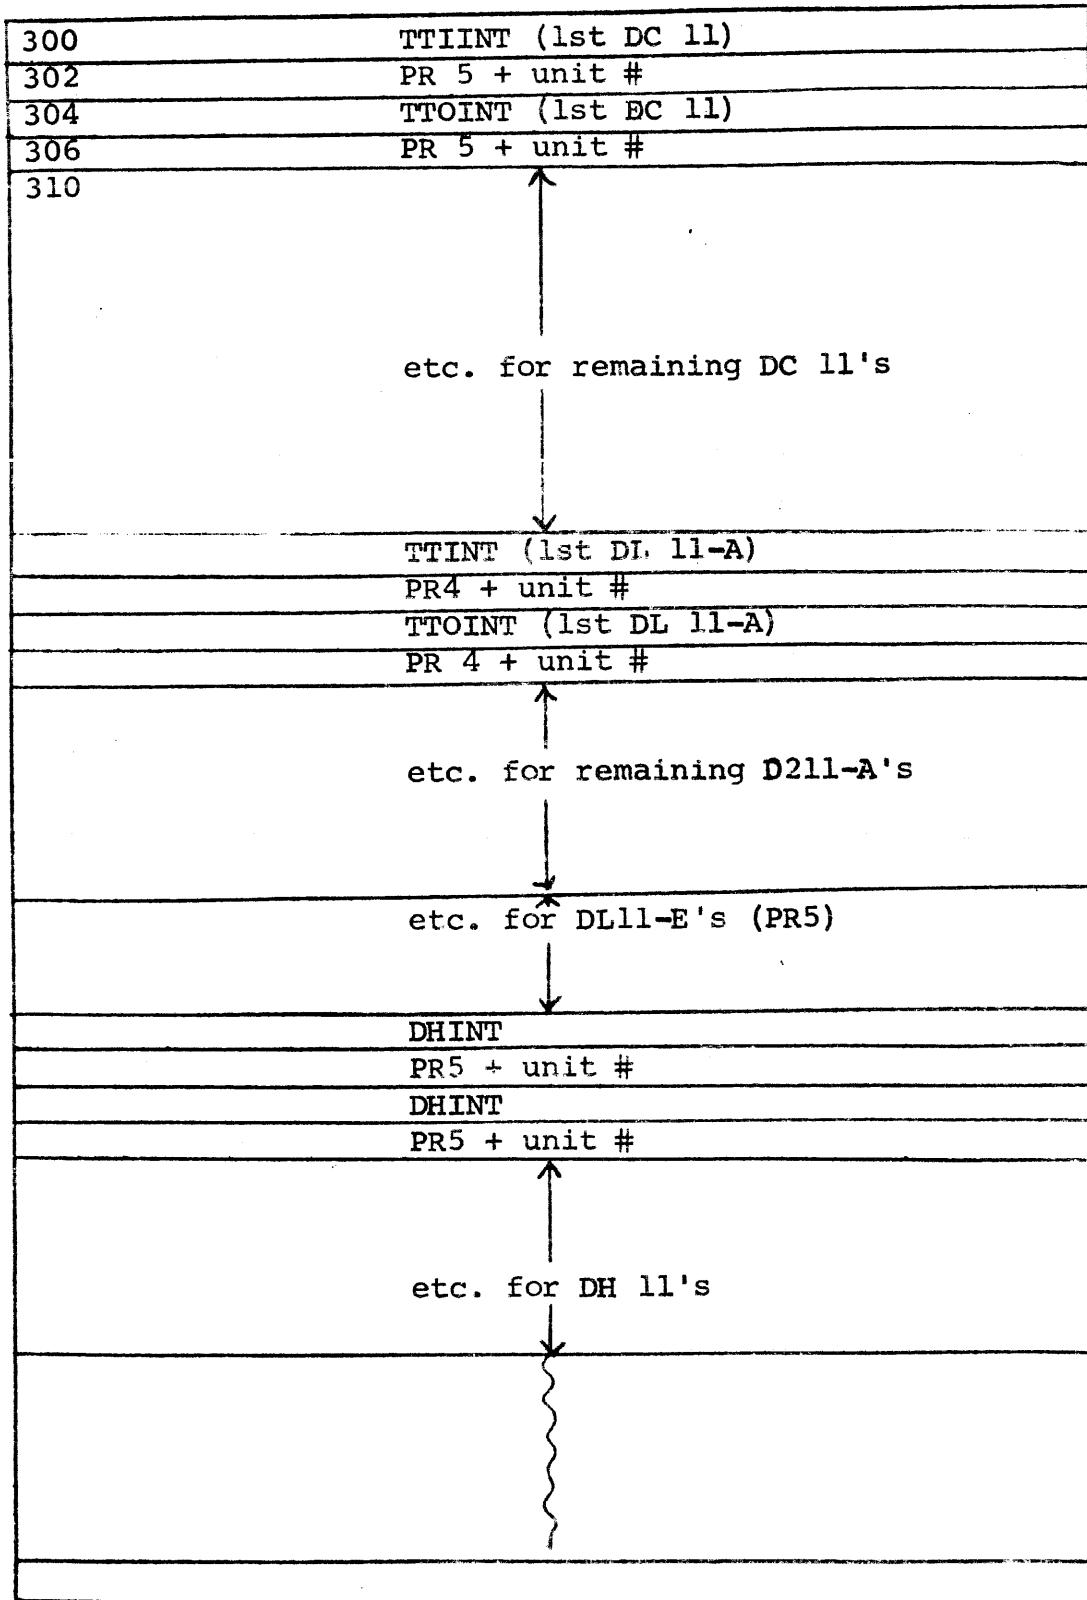 300 TTIINT (1st DC 11)
302 PR 5 + unit #
304 TTOINT (1st DC 11)
306 PR 5 + unit #
310
etc. for remaining DC 11's
TTINT (1st DL 11-A)
PR4 + unit #
TTOINT (1st DL 11-A)
PR 4 + unit #
etc. for remaining D211-A's
etc. for DL11-E's (PR5)
DHINT
PR5 + unit #
DHINT
PR5 + unit #
etc. for DH 11's